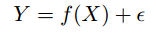 Y = f(X) + ϵ